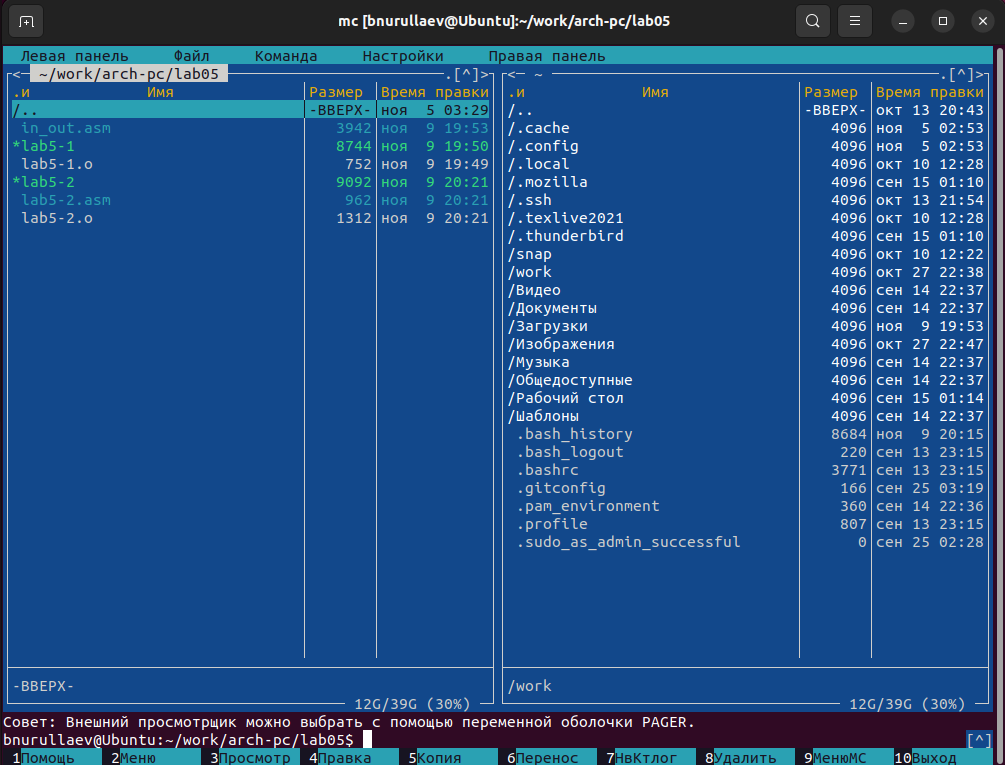 mc [bnurullaev@Ubuntu]:~/work/arch-pc/lab05
Левая панель Файл Команда Настройки Правая панель
<- ~/work/arch-pc/lab05 .[^]> <- ~ .[^]>
.и Имя Размер Время правки .и Имя Размер Время правки
/.. -ВВЕРХ- ноя 5 03:29 /.. -ВВЕРХ- окт 13 20:43
in_out.asm 3942 ноя 9 19:53 /.cache 4096 ноя 5 02:53
*lab5-1 8744 ноя 9 19:50 /.config 4096 ноя 5 02:53
lab5-1.o 752 ноя 9 19:49 /.local 4096 окт 10 12:28
*lab5-2 9092 ноя 9 20:21 /.mozilla 4096 сен 15 01:10
lab5-2.asm 962 ноя 9 20:21 /.ssh 4096 окт 13 21:54
lab5-2.o 1312 ноя 9 20:21 /.texlive2021 4096 окт 10 12:28
/.thunderbird 4096 сен 15 01:10
/snap 4096 окт 10 12:22
/work 4096 окт 27 22:38
/Видео 4096 сен 14 22:37
/Документы 4096 сен 14 22:37
/Загрузки 4096 ноя 9 19:53
/Изображения 4096 окт 27 22:47
/Музыка 4096 сен 14 22:37
/Общедоступные 4096 сен 14 22:37
/Рабочий стол 4096 сен 15 01:14
/Шаблоны 4096 сен 14 22:37
.bash_history 8684 ноя 9 20:15
.bash_logout 220 сен 13 23:15
.bashrc 3771 сен 13 23:15
.gitconfig 166 сен 25 03:19
.pam_environment 360 сен 14 22:36
.profile 807 сен 13 23:15
.sudo_as_admin_successful 0 сен 25 02:28
-ВВЕРХ- /work
12G/39G (30%) 12G/39G (30%)
Совет: Внешний просмотрщик можно выбрать с помощью переменной оболочки PAGER.
bnurullaev@Ubuntu:~/work/arch-pc/lab05$ [^]
1Помощь 2Меню 3Просмотр 4Правка 5Копия 6Перенос 7НвКтлог 8Удалить 9МенюМС 10Выход